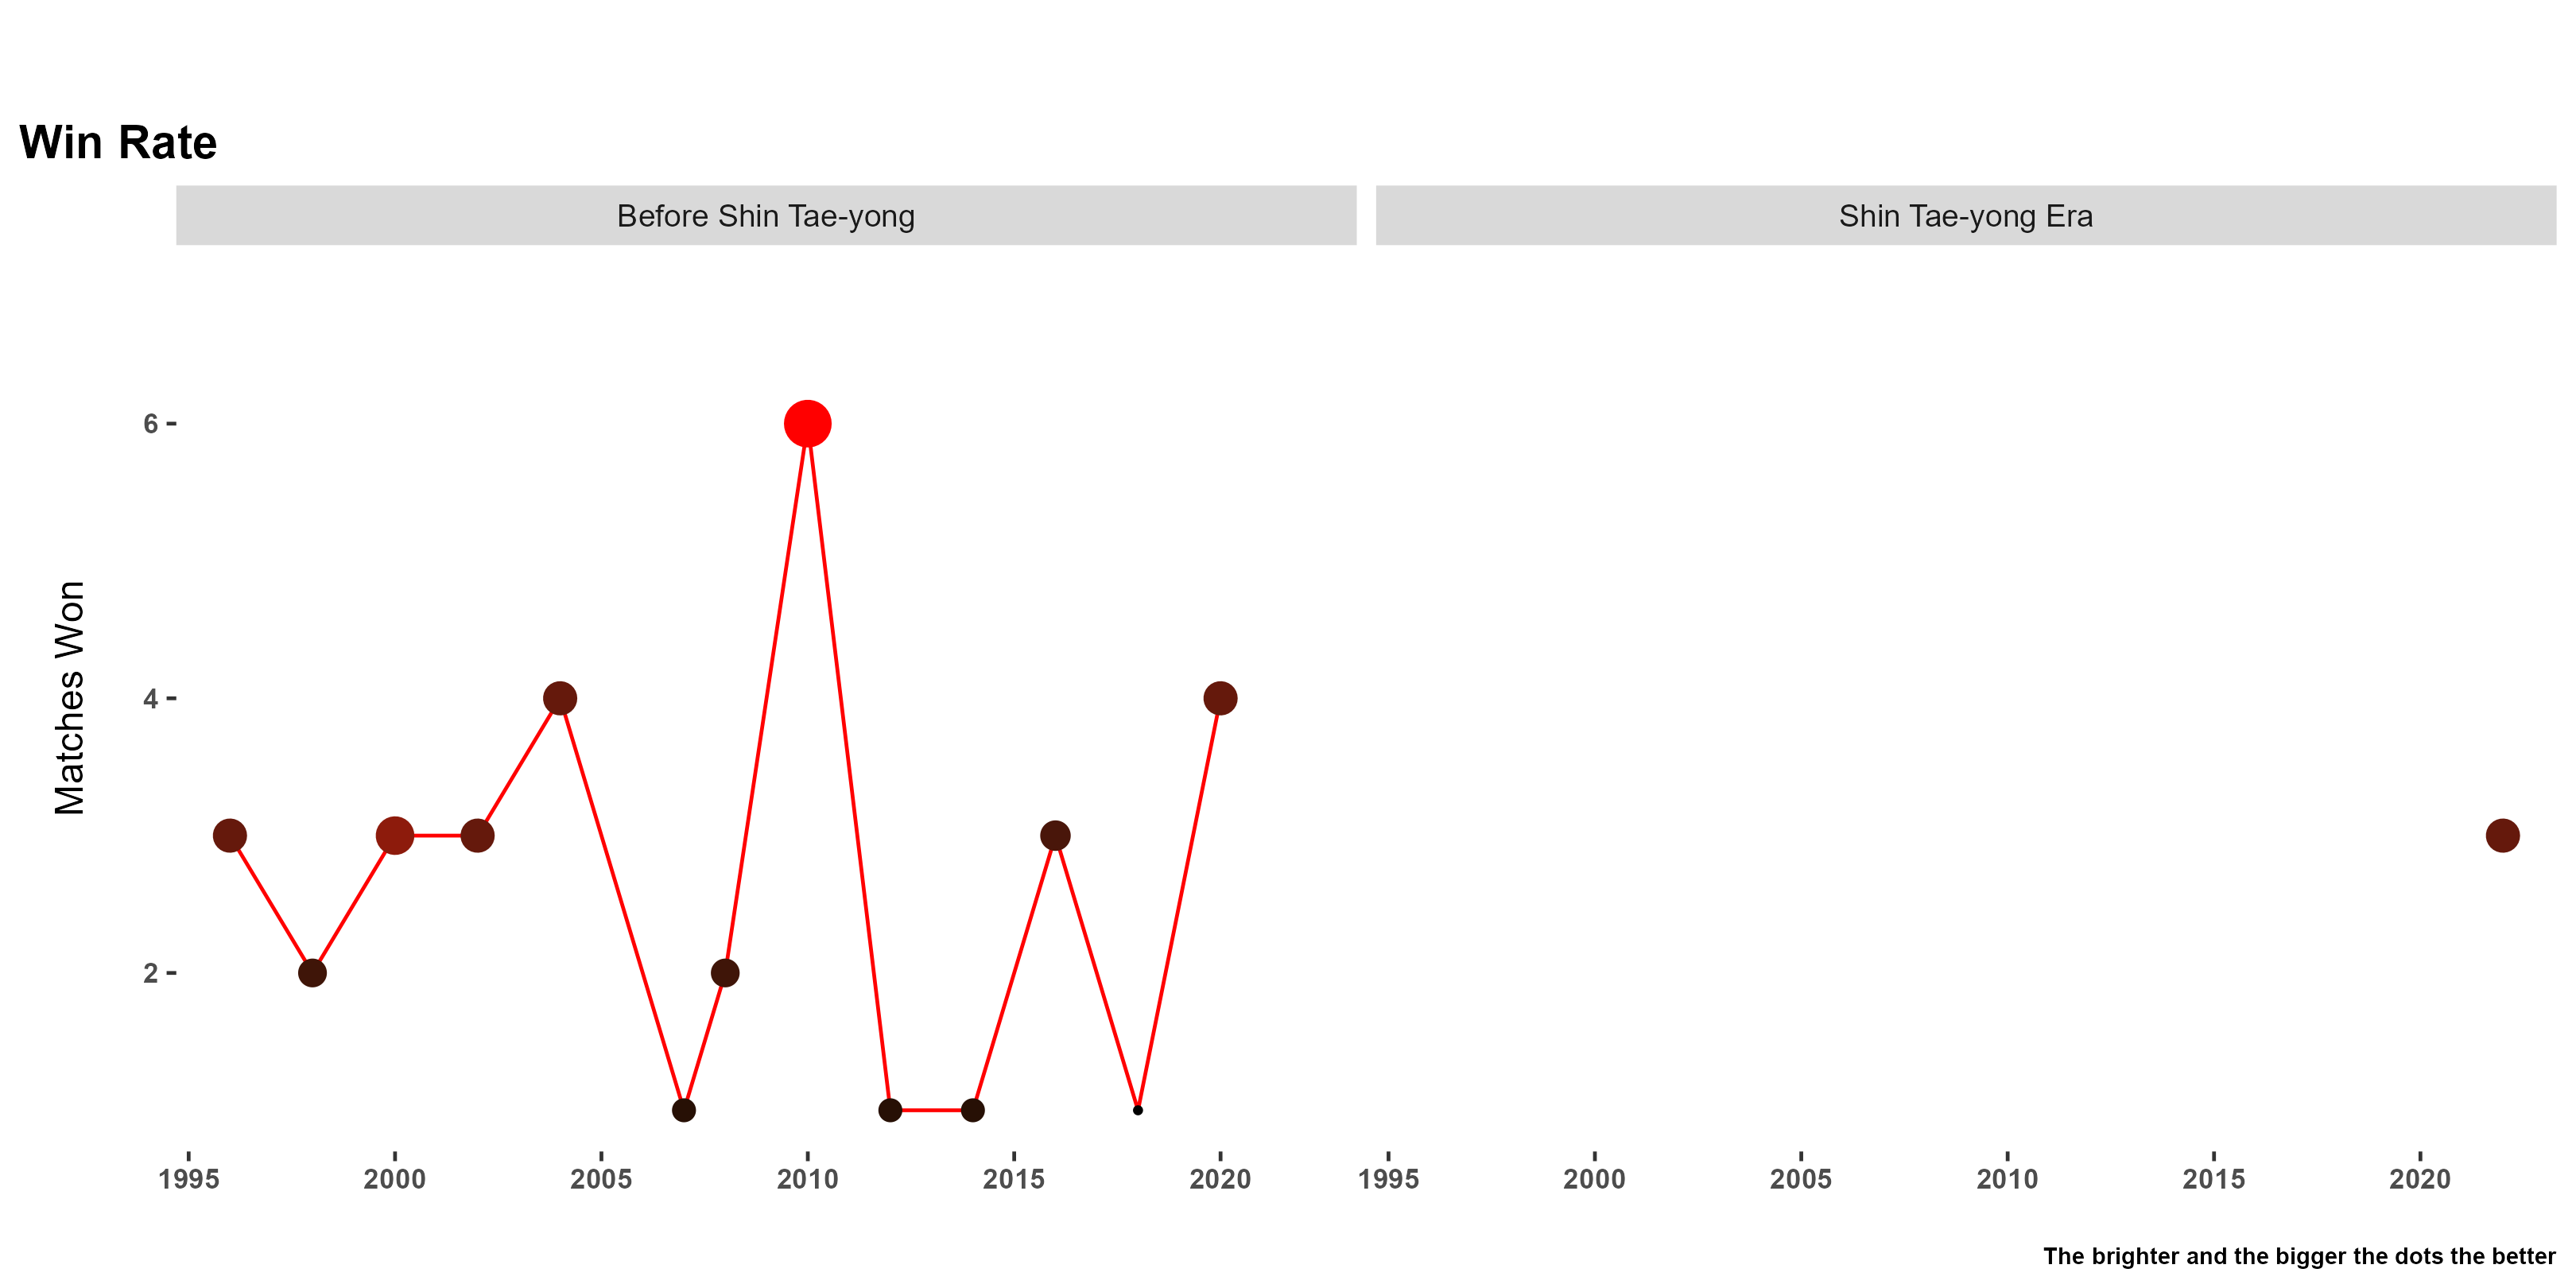 Win Rate
Before Shin Tae-yong
Shin Tae-yong Era
Matches Won
6
4
2
1995 2000 2005 2010 2015 2020 1995 2000 2005 2010 2015 2020
The brighter and the bigger the dots the better